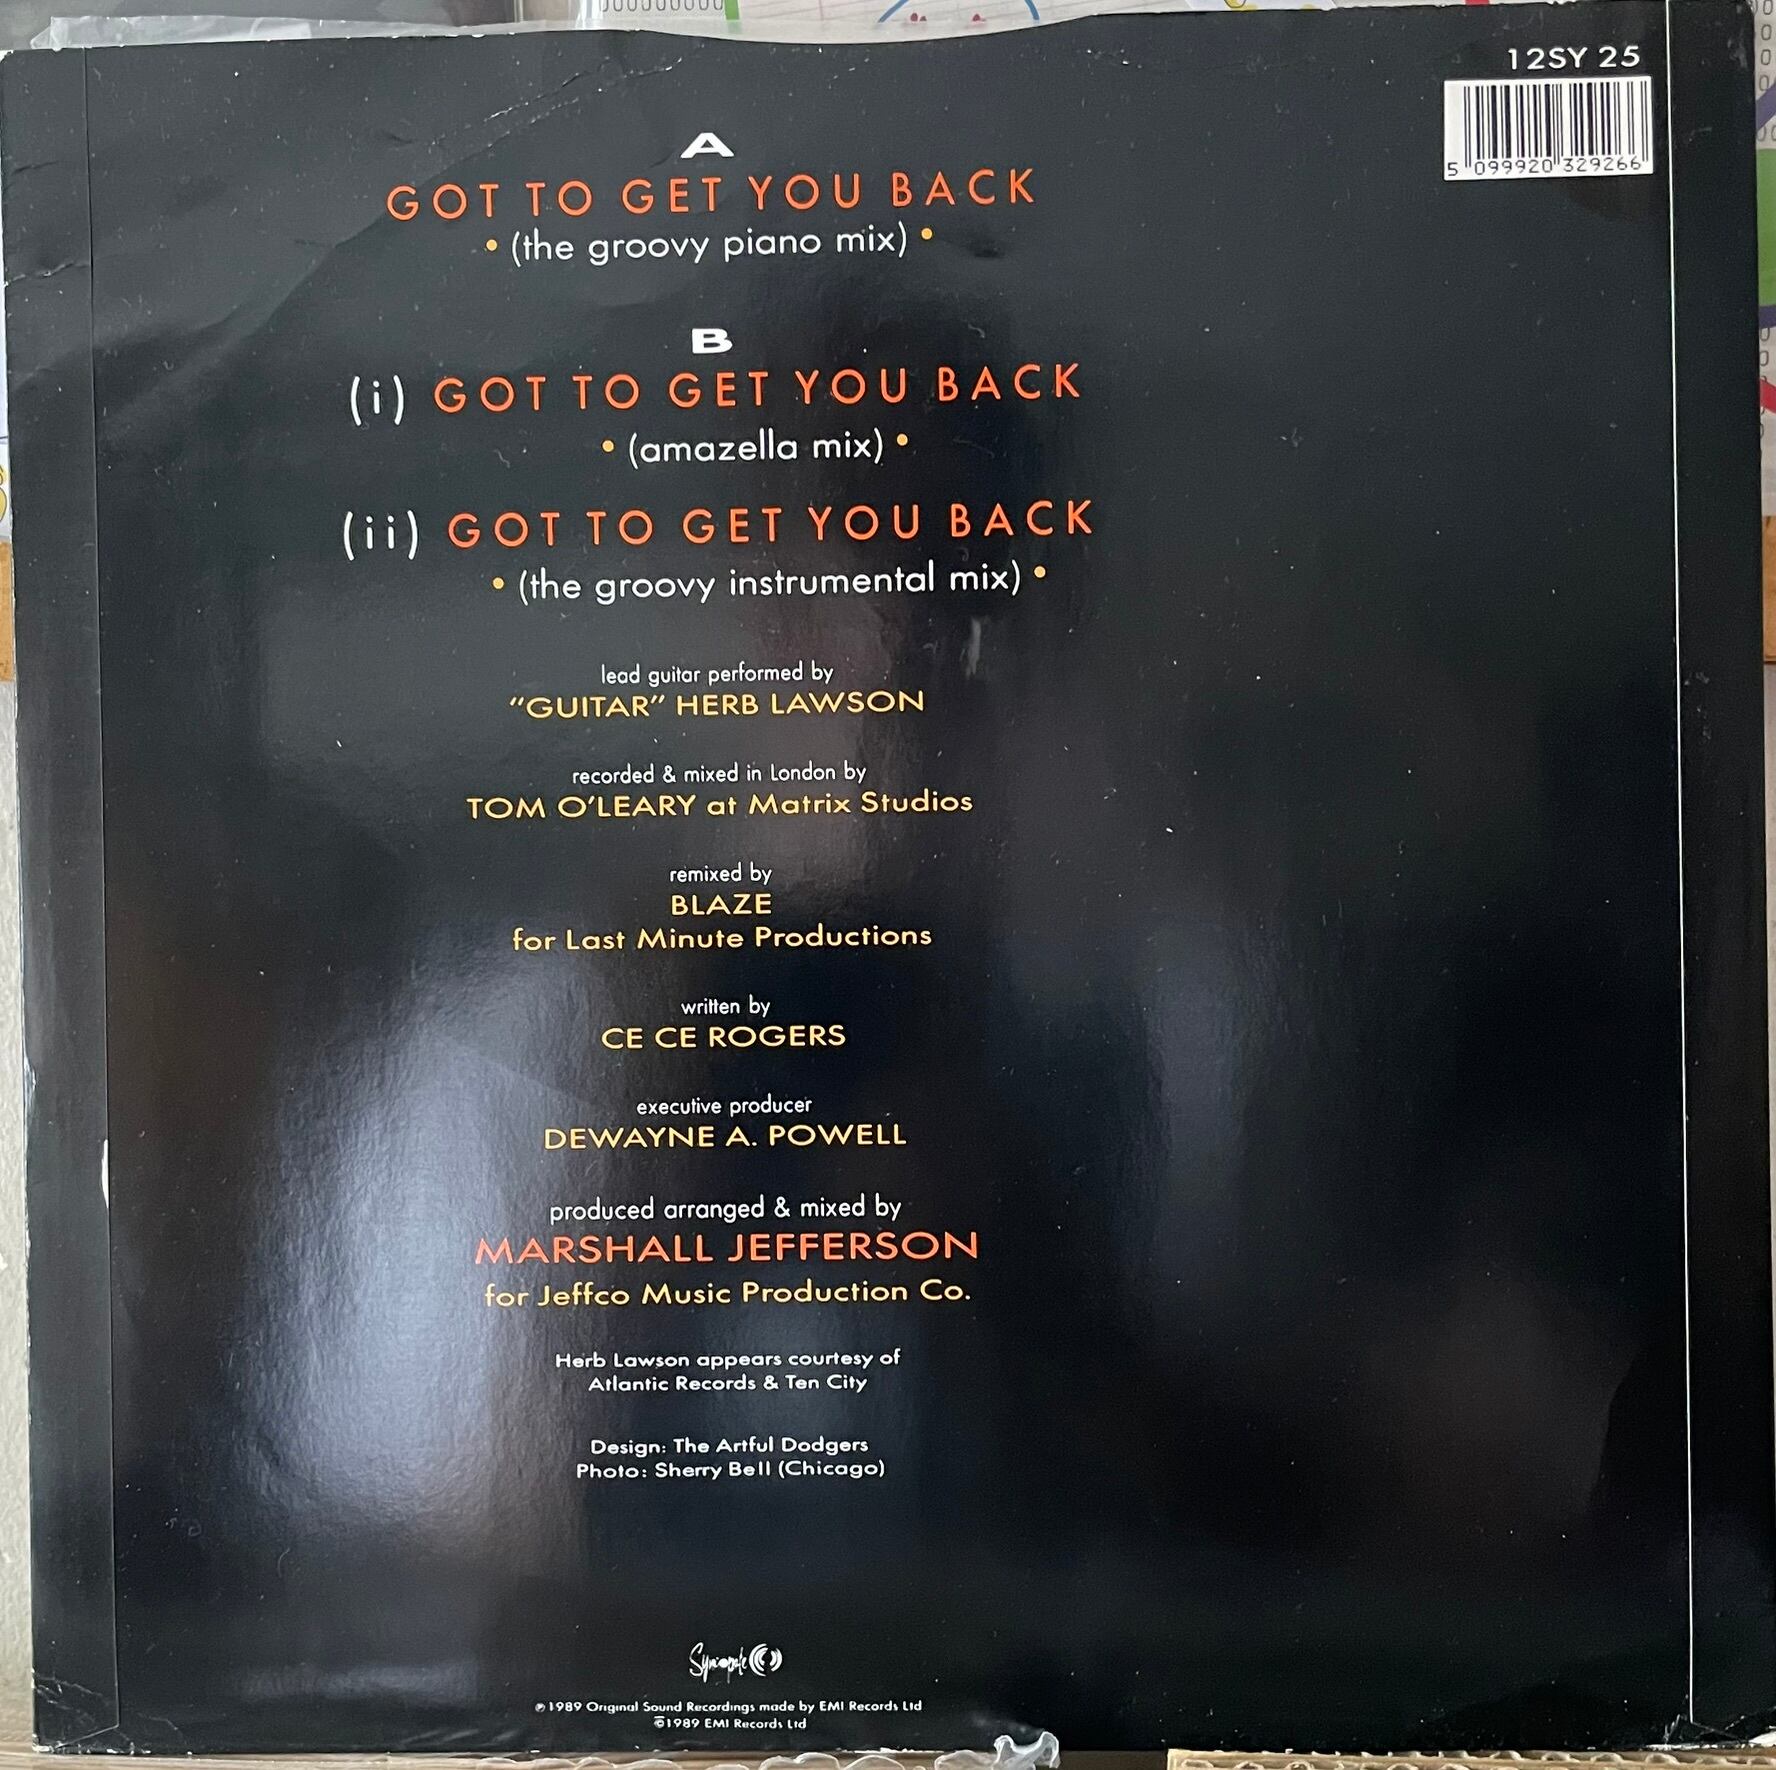 12SY 25
5 099920 329266
A
GOT TO GET YOU BACK
• (the groovy piano mix) •
B
(i) GOT TO GET YOU BACK
• (amazella mix) •
(ii) GOT TO GET YOU BACK
• (the groovy instrumental mix) •
lead guitar performed by
"GUITAR" HERB LAWSON
recorded & mixed in London by
TOM O'LEARY at Matrix Studios
remixed by
BLAZE
for Last Minute Productions
written by
CE CE ROGERS
executive producer
DEWAYNE A. POWELL
produced arranged & mixed by
MARSHALL JEFFERSON
for Jeffco Music Production Co.
Herb Lawson appears courtesy of
Atlantic Records & Ten City
Design: The Artful Dodgers
Photo: Sherry Bell (Chicago)
Syncopate
℗ 1989 Original Sound Recordings made by EMI Records Ltd
© 1989 EMI Records Ltd